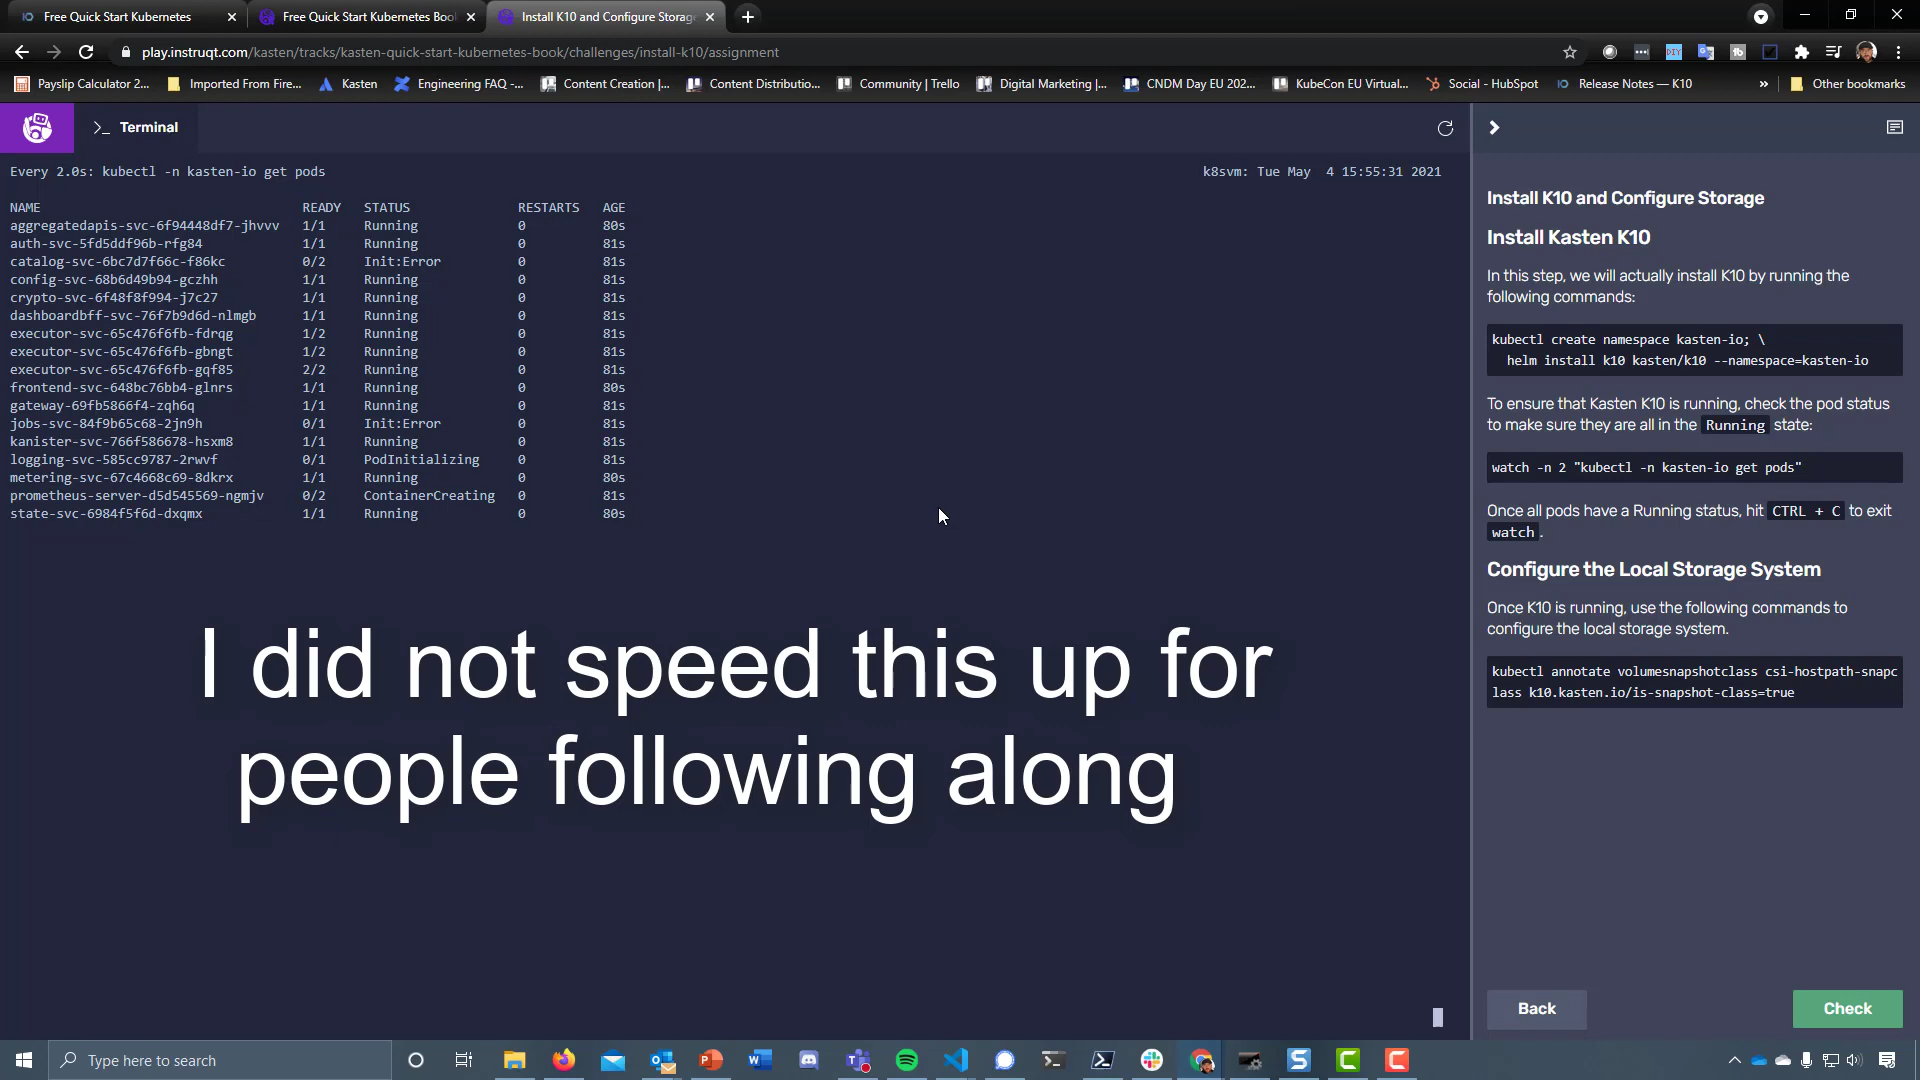 Free Quick Start Kubernetes
Free Quick Start Kubernetes Boo
Install K10 and Configure Storag
play.instruqt.com/kasten/tracks/kasten-quick-start-kubernetes-book/challenges/install-k10/assignment
Payslip Calculator 2...
Imported From Fire...
Kasten
Engineering FAQ -...
Content Creation |...
Content Distributio...
Community | Trello
Digital Marketing |...
CNDM Day EU 202...
KubeCon EU Virtual...
Social - HubSpot
Release Notes — K10
»
Other bookmarks
>_ Terminal
Every 2.0s: kubectl -n kasten-io get pods
k8svm: Tue May  4 15:55:31 2021
NAME READY STATUS RESTARTS AGE
aggregatedapis-svc-6f94448df7-jhvvv 1/1 Running 0 80s
auth-svc-5fd5ddf96b-rfg84 1/1 Running 0 81s
catalog-svc-6bc7d7f66c-f86kc 0/2 Init:Error 0 81s
config-svc-68b6d49b94-gczhh 1/1 Running 0 81s
crypto-svc-6f48f8f994-j7c27 1/1 Running 0 81s
dashboardbff-svc-76f7b9d6d-nlmgb 1/1 Running 0 81s
executor-svc-65c476f6fb-fdrqg 1/2 Running 0 81s
executor-svc-65c476f6fb-gbngt 1/2 Running 0 81s
executor-svc-65c476f6fb-gqf85 2/2 Running 0 81s
frontend-svc-648bc76bb4-glnrs 1/1 Running 0 80s
gateway-69fb5866f4-zqh6q 1/1 Running 0 81s
jobs-svc-84f9b65c68-2jn9h 0/1 Init:Error 0 81s
kanister-svc-766f586678-hsxm8 1/1 Running 0 81s
logging-svc-585cc9787-2rwvf 0/1 PodInitializing 0 81s
metering-svc-67c4668c69-8dkrx 1/1 Running 0 80s
prometheus-server-d5d545569-ngmjv 0/2 ContainerCreating 0 81s
state-svc-6984f5f6d-dxqmx 1/1 Running 0 80s
I did not speed this up for
people following along
Install K10 and Configure Storage
Install Kasten K10
In this step, we will actually install K10 by running the
following commands:
kubectl create namespace kasten-io; \
helm install k10 kasten/k10 --namespace=kasten-io
To ensure that Kasten K10 is running, check the pod status
to make sure they are all in the Running state:
watch -n 2 "kubectl -n kasten-io get pods"
Once all pods have a Running status, hit CTRL + C to exit
watch.
Configure the Local Storage System
Once K10 is running, use the following commands to
configure the local storage system.
kubectl annotate volumesnapshotclass csi-hostpath-snapc
lass k10.kasten.io/is-snapshot-class=true
Back
Check
Type here to search